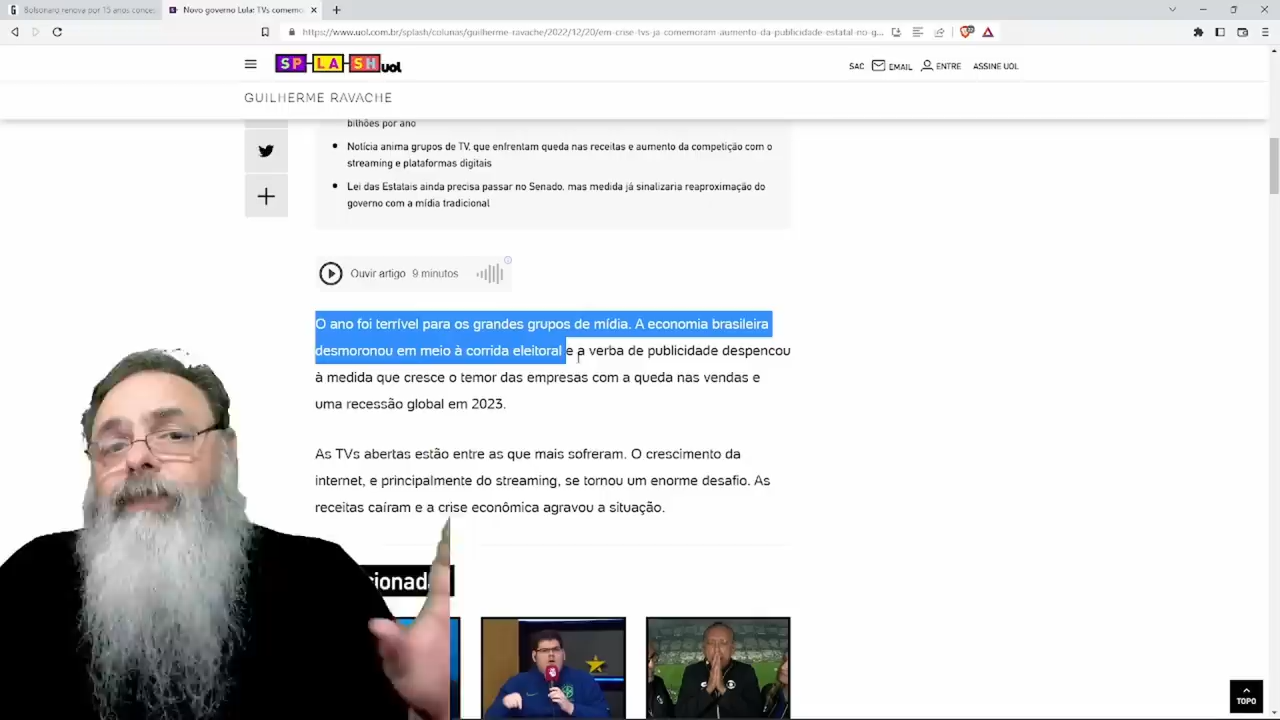 Bolsonaro renova por 15 anos conces
Novo governo Lula: TVs comemo
https://www.uol.com.br/splash/colunas/guilherme-ravache/2022/12/20/em-crise-tvs-ja-comemoram-aumento-da-publicidade-estatal-no-g...
SPLASH uol
SAC EMAIL ENTRE ASSINE UOL
GUILHERME RAVACHE
bilhões por ano
Notícia anima grupos de TV, que enfrentam queda nas receitas e aumento da competição com o
streaming e plataformas digitais
Lei das Estatais ainda precisa passar no Senado, mas medida já sinalizaria reaproximação do
governo com a mídia tradicional
Ouvir artigo 9 minutos
O ano foi terrível para os grandes grupos de mídia. A economia brasileira
desmoronou em meio à corrida eleitoral e a verba de publicidade despencou
à medida que cresce o temor das empresas com a queda nas vendas e
uma recessão global em 2023.
As TVs abertas estão entre as que mais sofreram. O crescimento da
internet, e principalmente do streaming, se tornou um enorme desafio. As
receitas caíram e a crise econômica agravou a situação.
cionada
TOPO